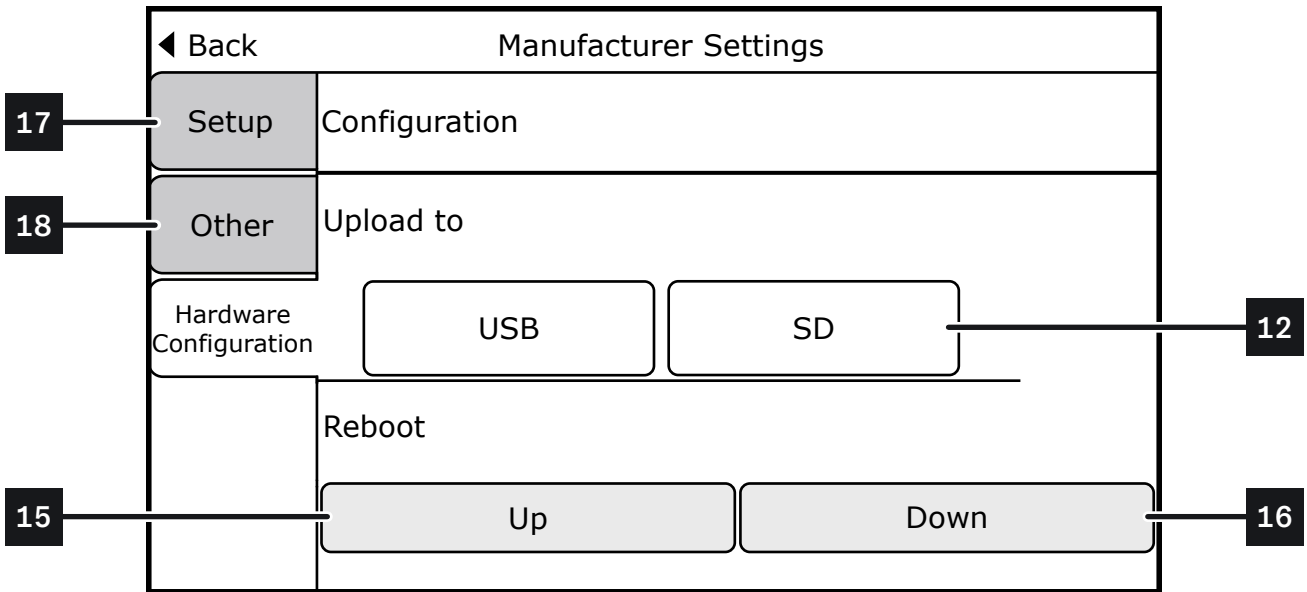 Back
Manufacturer Settings
17
Setup
Configuration
18
Other
Upload to
Hardware
Configuration
USB
SD
12
Reboot
15
Up
Down
16